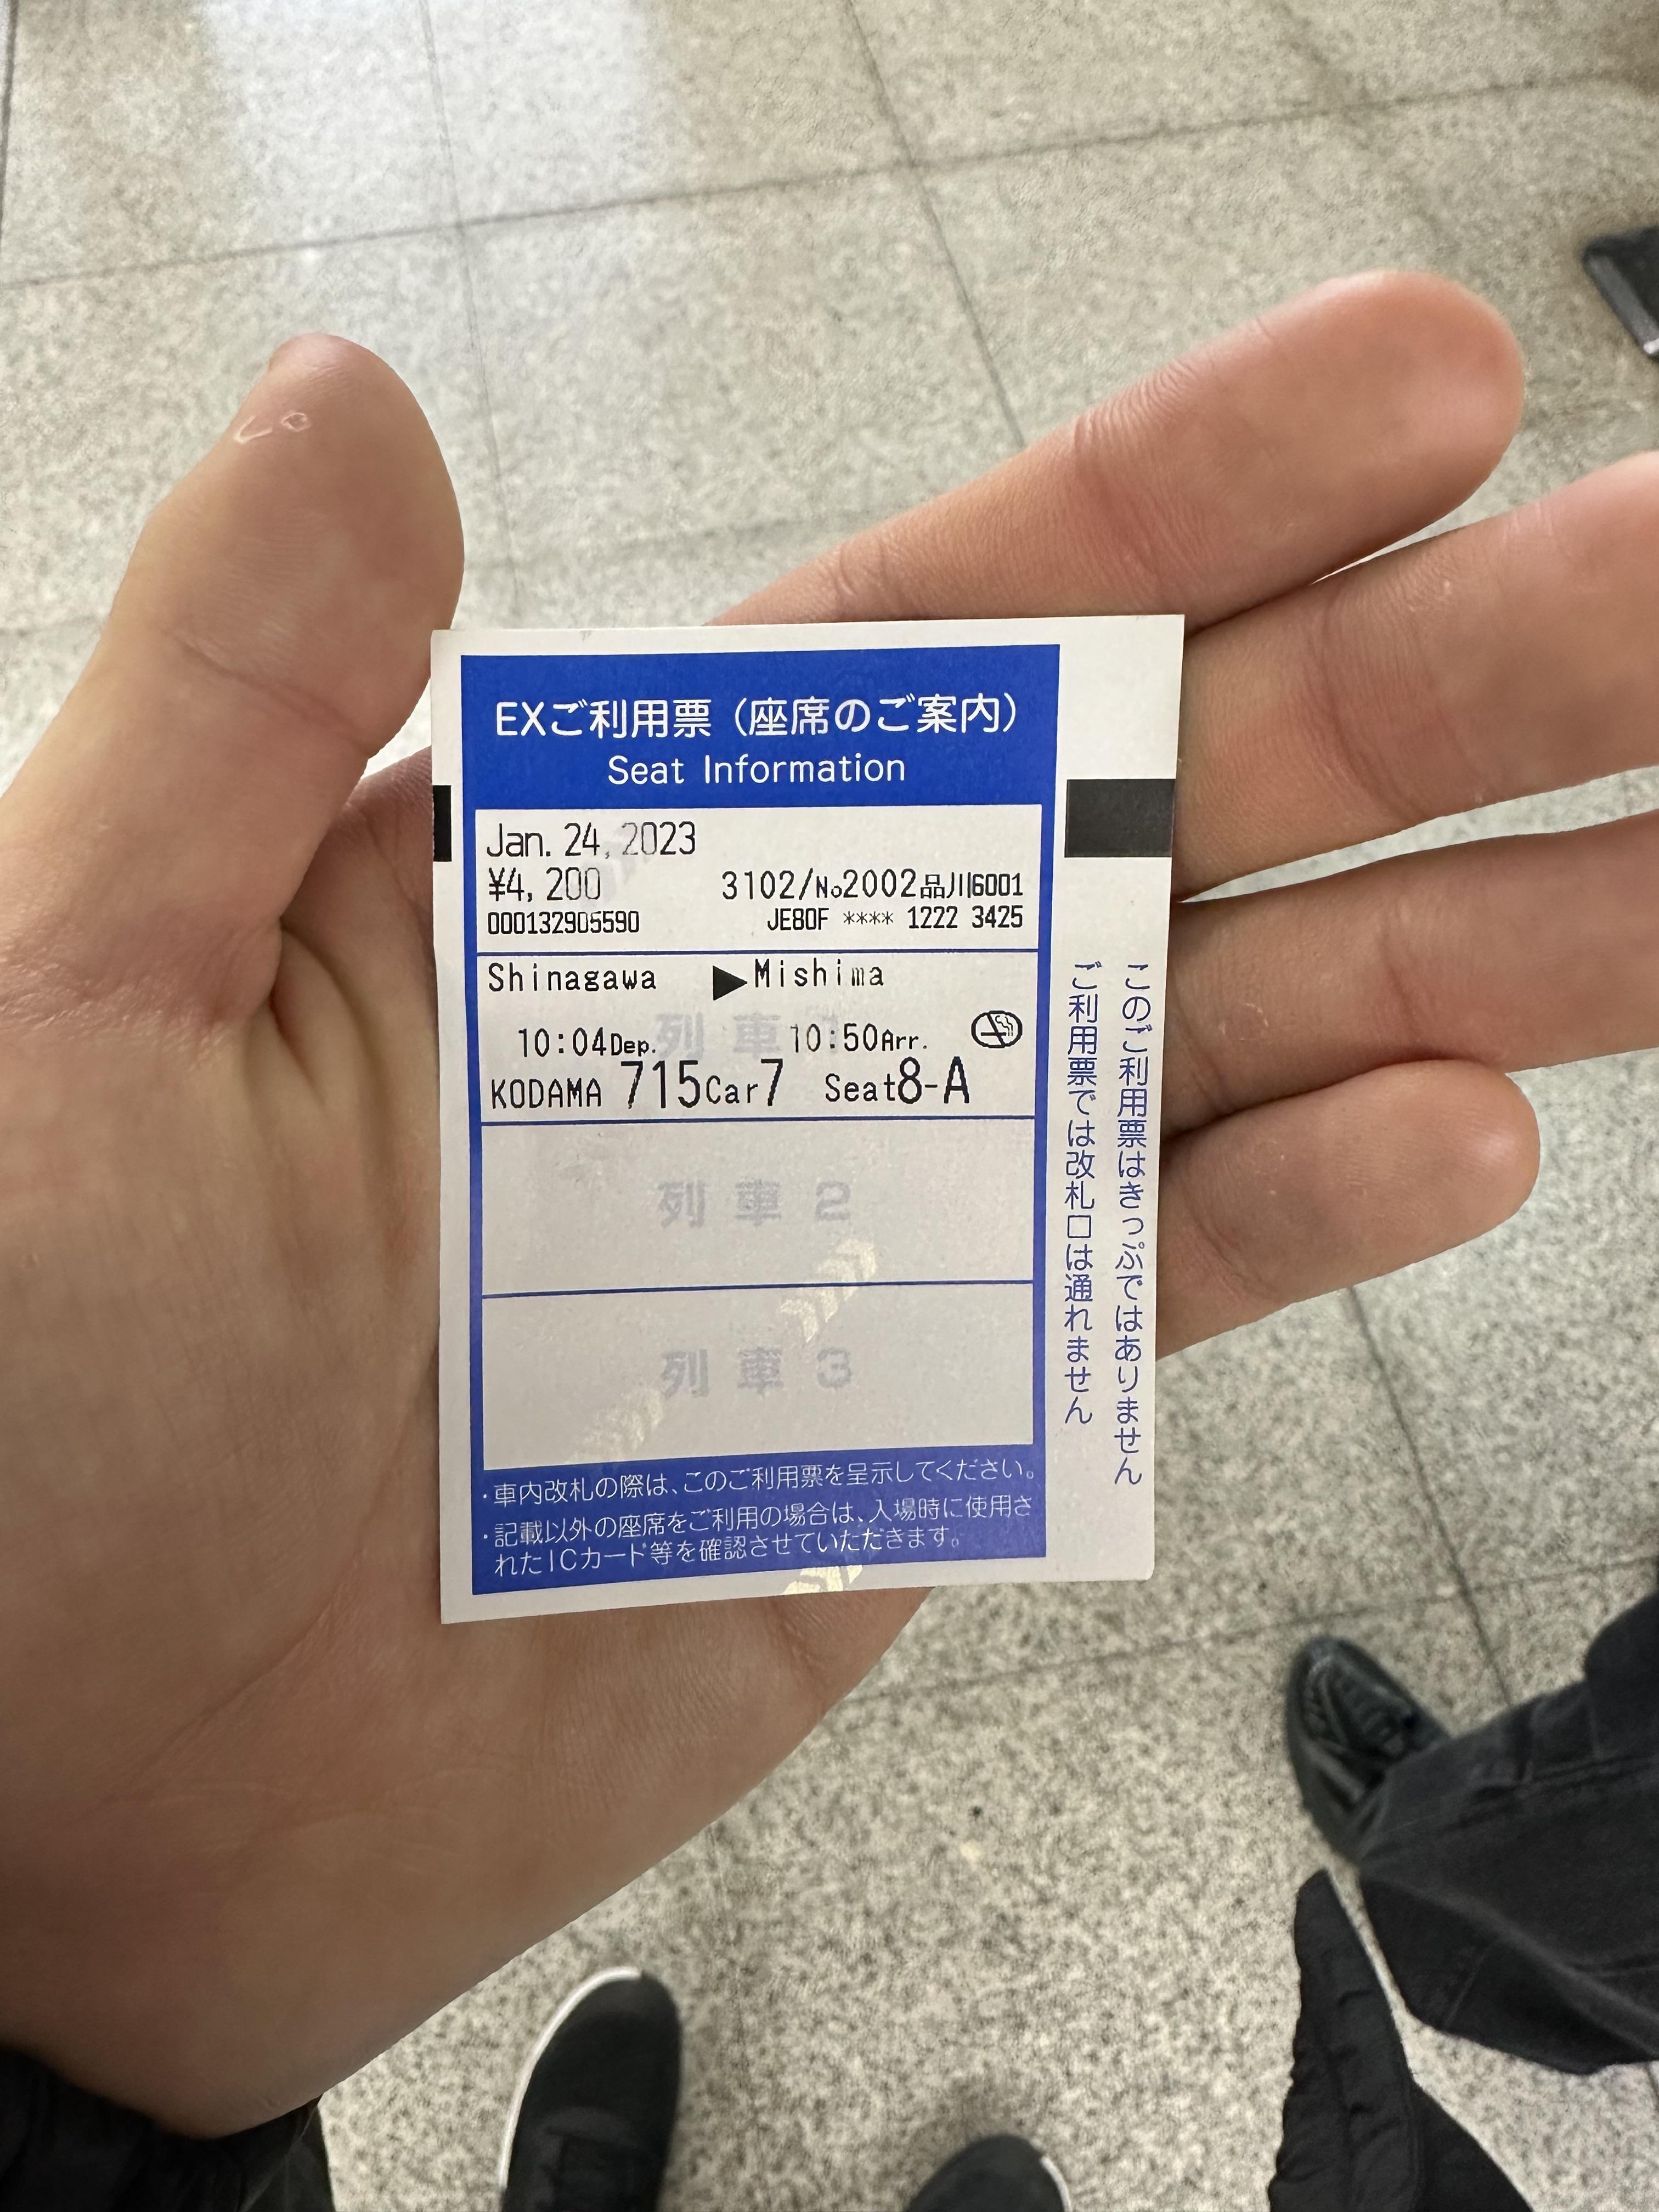 EXご利用票（座席のご案内）
Seat Information
Jan. 24, 2023
¥4, 200 3102/No2002品川6001
000132905590 JE80F **** 1222 3425
Shinagawa ▶Mishima
列車1
10:04Dep. 10:50Arr.
KODAMA 715Car7 Seat8-A
列車2
列車3
・車内改札の際は、このご利用票を呈示してください。
・記載以外の座席をご利用の場合は、入場時に使用さ
れたICカード等を確認させていただきます。
このご利用票はきっぷではありません
ご利用票では改札口は通れません